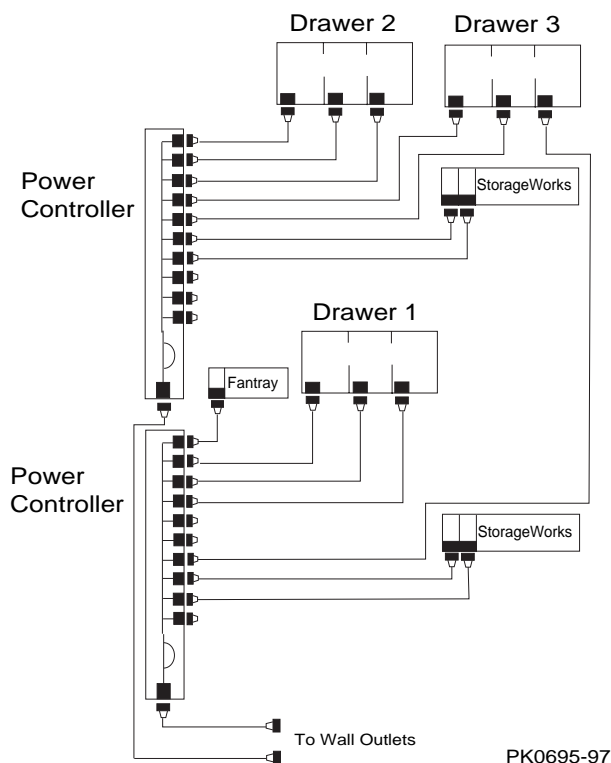 Drawer 2
Drawer 3
Power
Controller
StorageWorks
Drawer 1
Fantray
Power
Controller
StorageWorks
To Wall Outlets
PK0695-97